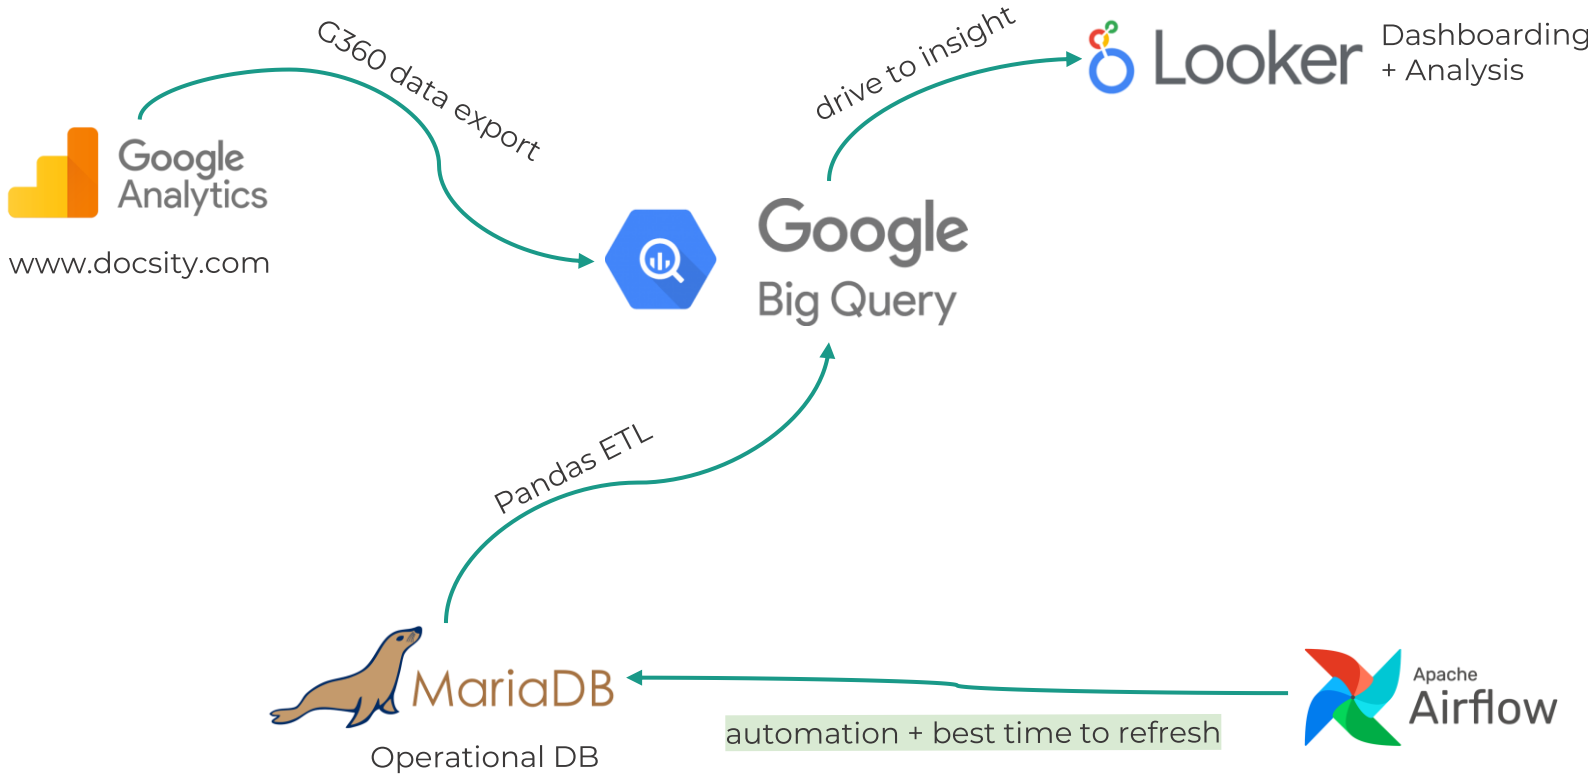 G360 data export
drive to insight
Looker
Dashboarding
+ Analysis
Google
Analytics
www.docsity.com
Google
Big Query
Pandas ETL
MariaDB
Operational DB
automation + best time to refresh
Apache
Airflow